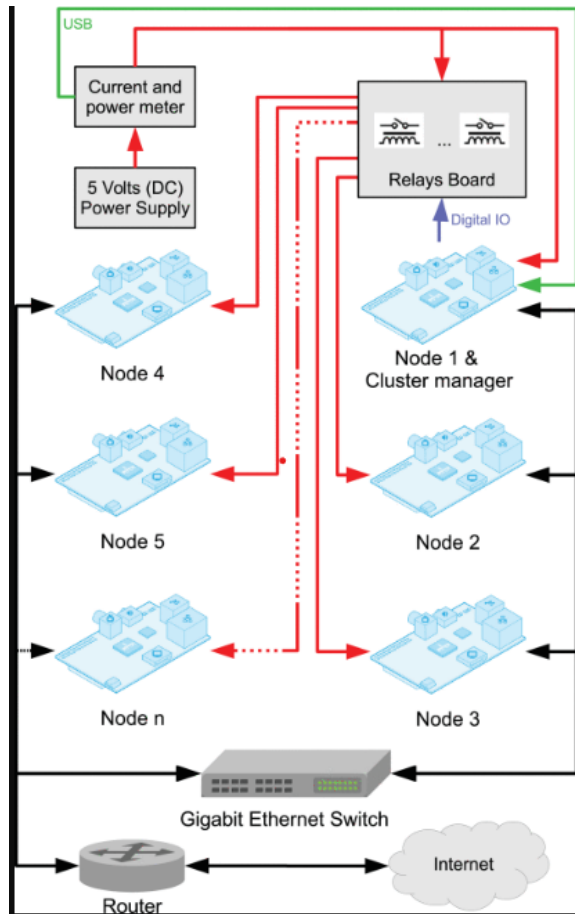 USB
Current and
power meter
5 Volts (DC)
Power Supply
...
Relays Board
Digital IO
Node 4
Node 1 &
Cluster manager
Node 5
Node 2
Node n
Node 3
Gigabit Ethernet Switch
Router
Internet